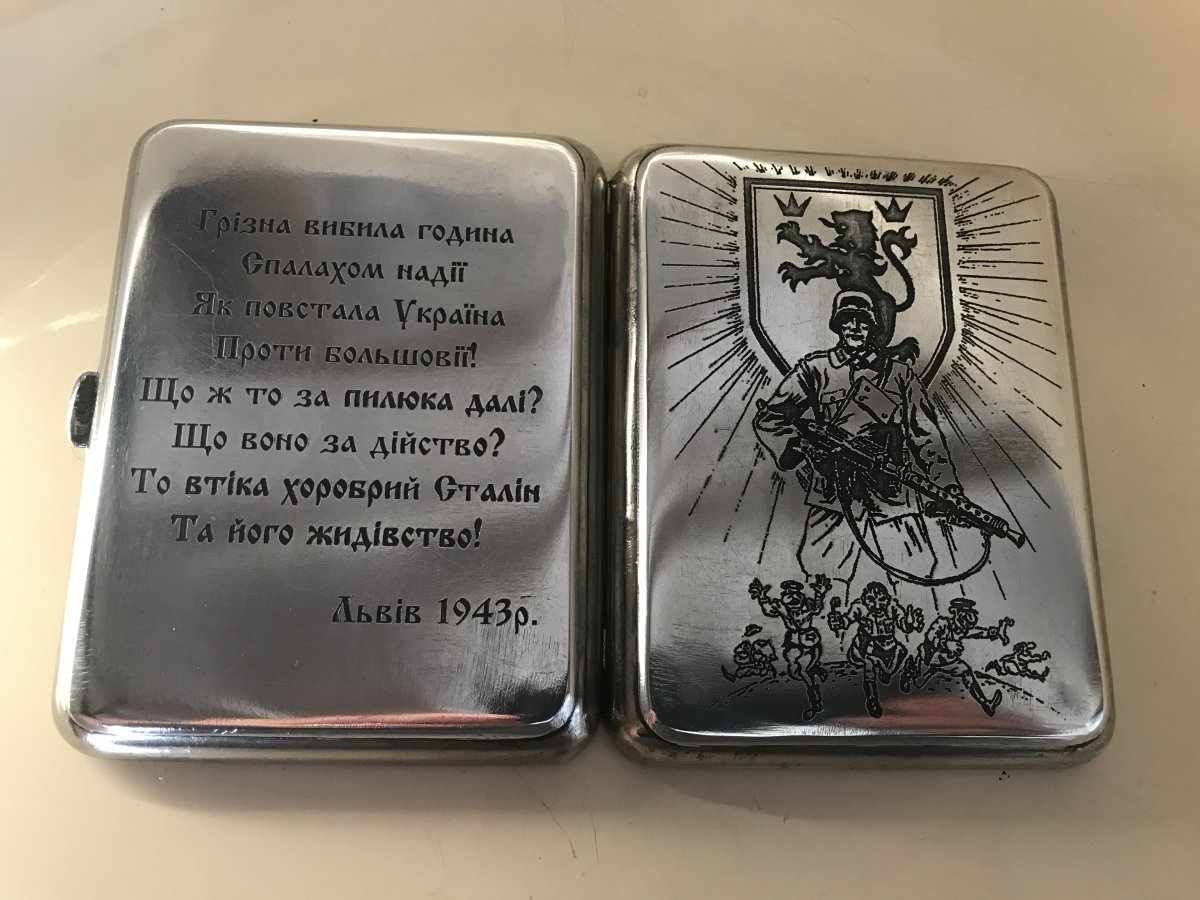 Грізна вибила година
Спалахом надії
Як повстала Україна
Проти большовії!
Що ж то за пилюка далі?
Що воно за дійство?
То втіка хоробрий Сталін
Та його жидівство!
Львів 1943р.